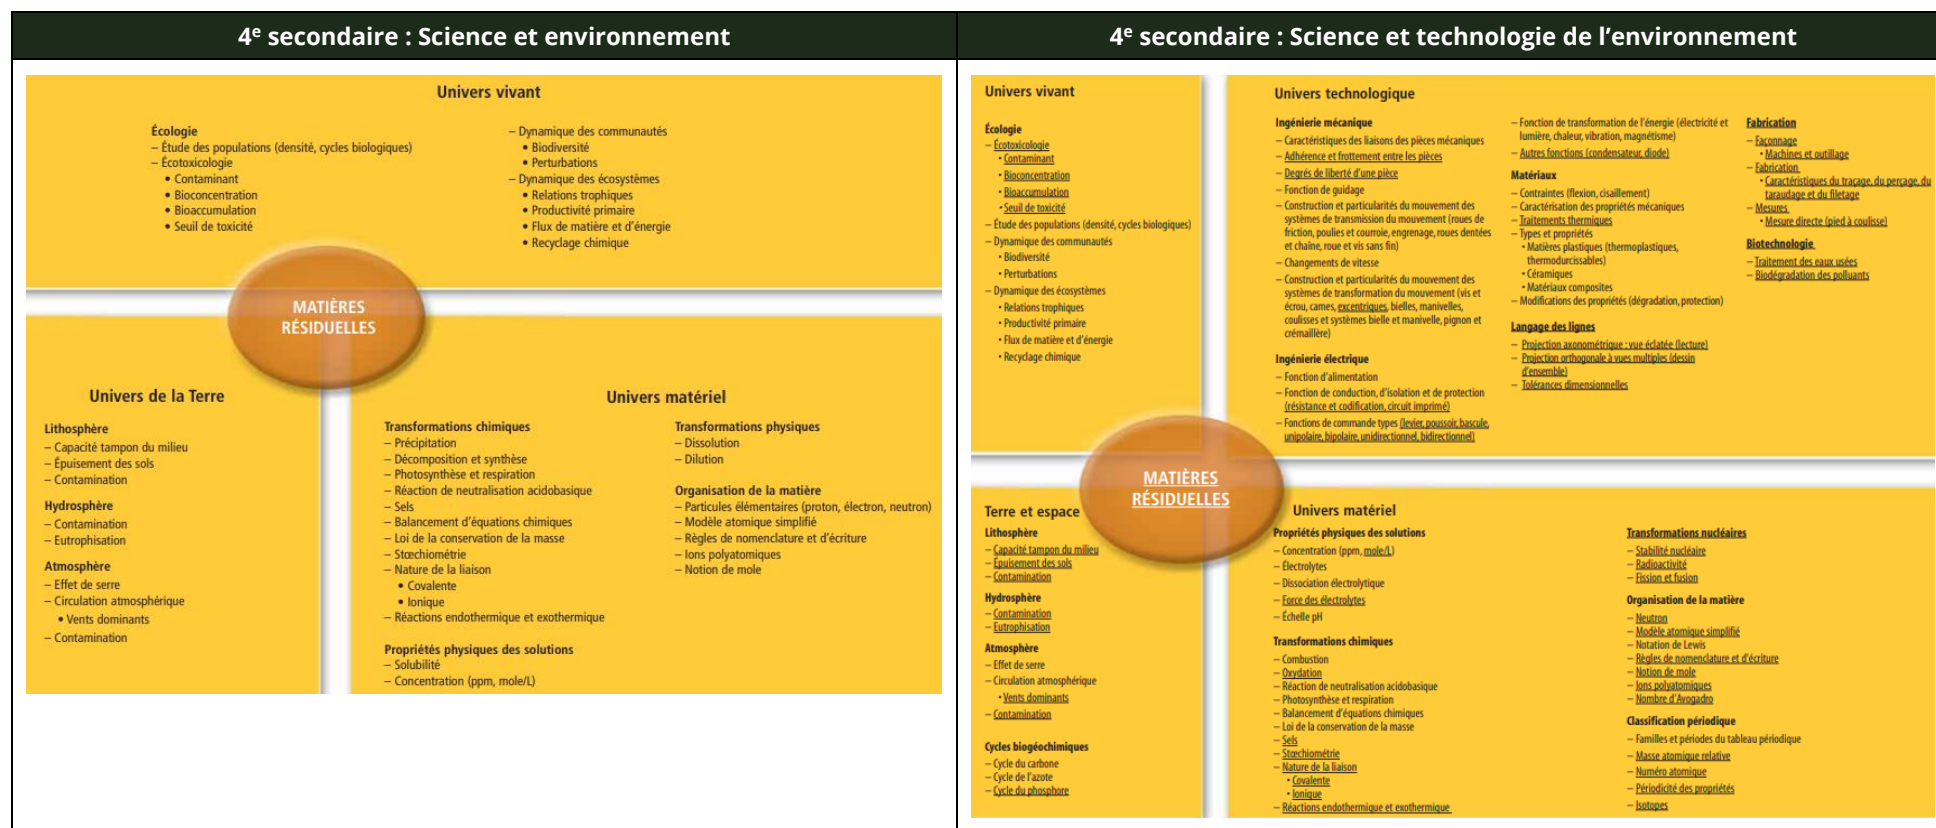 4e secondaire : Science et environnement
Univers vivant
Écologie
– Étude des populations (densité, cycles biologiques)
– Écotoxicologie
• Contaminant
• Bioconcentration
• Bioaccumulation
• Seuil de toxicité
– Dynamique des communautés
• Biodiversité
• Perturbations
– Dynamique des écosystèmes
• Relations trophiques
• Productivité primaire
• Flux de matière et d'énergie
• Recyclage chimique
MATIÈRES
RÉSIDUELLES
Univers de la Terre
Lithosphère
– Capacité tampon du milieu
– Épuisement des sols
– Contamination
Hydrosphère
– Contamination
– Eutrophisation
Atmosphère
– Effet de serre
– Circulation atmosphérique
• Vents dominants
– Contamination
Univers matériel
Transformations chimiques
– Précipitation
– Décomposition et synthèse
– Photosynthèse et respiration
– Réaction de neutralisation acidobasique
– Sels
– Balancement d'équations chimiques
– Loi de la conservation de la masse
– Stœchiométrie
– Nature de la liaison
• Covalente
• Ionique
– Réactions endothermique et exothermique
Propriétés physiques des solutions
– Solubilité
– Concentration (ppm, mole/L)
Transformations physiques
– Dissolution
– Dilution
Organisation de la matière
– Particules élémentaires (proton, électron, neutron)
– Modèle atomique simplifié
– Règles de nomenclature et d'écriture
– Ions polyatomiques
– Notion de mole
4e secondaire : Science et technologie de l'environnement
Univers vivant
Écologie
– Écotoxicologie
• Contaminant
• Bioconcentration
• Bioaccumulation
• Seuil de toxicité
– Étude des populations (densité, cycles biologiques)
– Dynamique des communautés
• Biodiversité
• Perturbations
– Dynamique des écosystèmes
• Relations trophiques
• Productivité primaire
• Flux de matière et d'énergie
• Recyclage chimique
Univers technologique
Ingénierie mécanique
– Caractéristiques des liaisons des pièces mécaniques
– Adhérence et frottement entre les pièces
– Degrés de liberté d'une pièce
– Fonction de guidage
– Construction et particularités du mouvement des
systèmes de transmission du mouvement (roues de
friction, poulies et courroie, engrenage, roues dentées
et chaîne, roue et vis sans fin)
– Changements de vitesse
– Construction et particularités du mouvement des
systèmes de transformation du mouvement (vis et
écrou, cames, excentriques, bielles, manivelles,
coulisses et systèmes bielle et manivelle, pignon et
crémaillère)
Ingénierie électrique
– Fonction d'alimentation
– Fonction de conduction, d'isolation et de protection
(résistance et codification, circuit imprimé)
– Fonctions de commande types (levier, poussoir, bascule,
unipolaire, bipolaire, unidirectionnel, bidirectionnel)
– Fonction de transformation de l'énergie (électricité et
lumière, chaleur, vibration, magnétisme)
– Autres fonctions (condensateur, diode)
Matériaux
– Contraintes (flexion, cisaillement)
– Caractérisation des propriétés mécaniques
– Traitements thermiques
– Types et propriétés
• Matières plastiques (thermoplastiques,
thermodurcissables)
• Céramiques
• Matériaux composites
– Modifications des propriétés (dégradation, protection)
Langage des lignes
– Projection axonométrique : vue éclatée (lecture)
– Projection orthogonale à vues multiples (dessin
d'ensemble)
– Tolérances dimensionnelles
Fabrication
– Façonnage
• Machines et outillage
– Fabrication
• Caractéristiques du traçage, du perçage, du
taraudage et du filetage
– Mesures
• Mesure directe (pied à coulisse)
Biotechnologie
– Traitement des eaux usées
– Biodégradation des polluants
MATIÈRES
RÉSIDUELLES
Terre et espace
Lithosphère
– Capacité tampon du milieu
– Épuisement des sols
– Contamination
Hydrosphère
– Contamination
– Eutrophisation
Atmosphère
– Effet de serre
– Circulation atmosphérique
• Vents dominants
– Contamination
Cycles biogéochimiques
– Cycle du carbone
– Cycle de l'azote
– Cycle du phosphore
Univers matériel
Propriétés physiques des solutions
– Concentration (ppm, mole/L)
– Électrolytes
– Dissociation électrolytique
– Force des électrolytes
– Échelle pH
Transformations chimiques
– Combustion
– Oxydation
– Réaction de neutralisation acidobasique
– Photosynthèse et respiration
– Balancement d'équations chimiques
– Loi de la conservation de la masse
– Sels
– Stœchiométrie
– Nature de la liaison
• Covalente
• Ionique
– Réactions endothermique et exothermique
Transformations nucléaires
– Stabilité nucléaire
– Radioactivité
– Fission et fusion
Organisation de la matière
– Neutron
– Modèle atomique simplifié
– Notation de Lewis
– Règles de nomenclature et d'écriture
– Notion de mole
– Ions polyatomiques
– Nombre d'Avogadro
Classification périodique
– Familles et périodes du tableau périodique
– Masse atomique relative
– Numéro atomique
– Périodicité des propriétés
– Isotopes